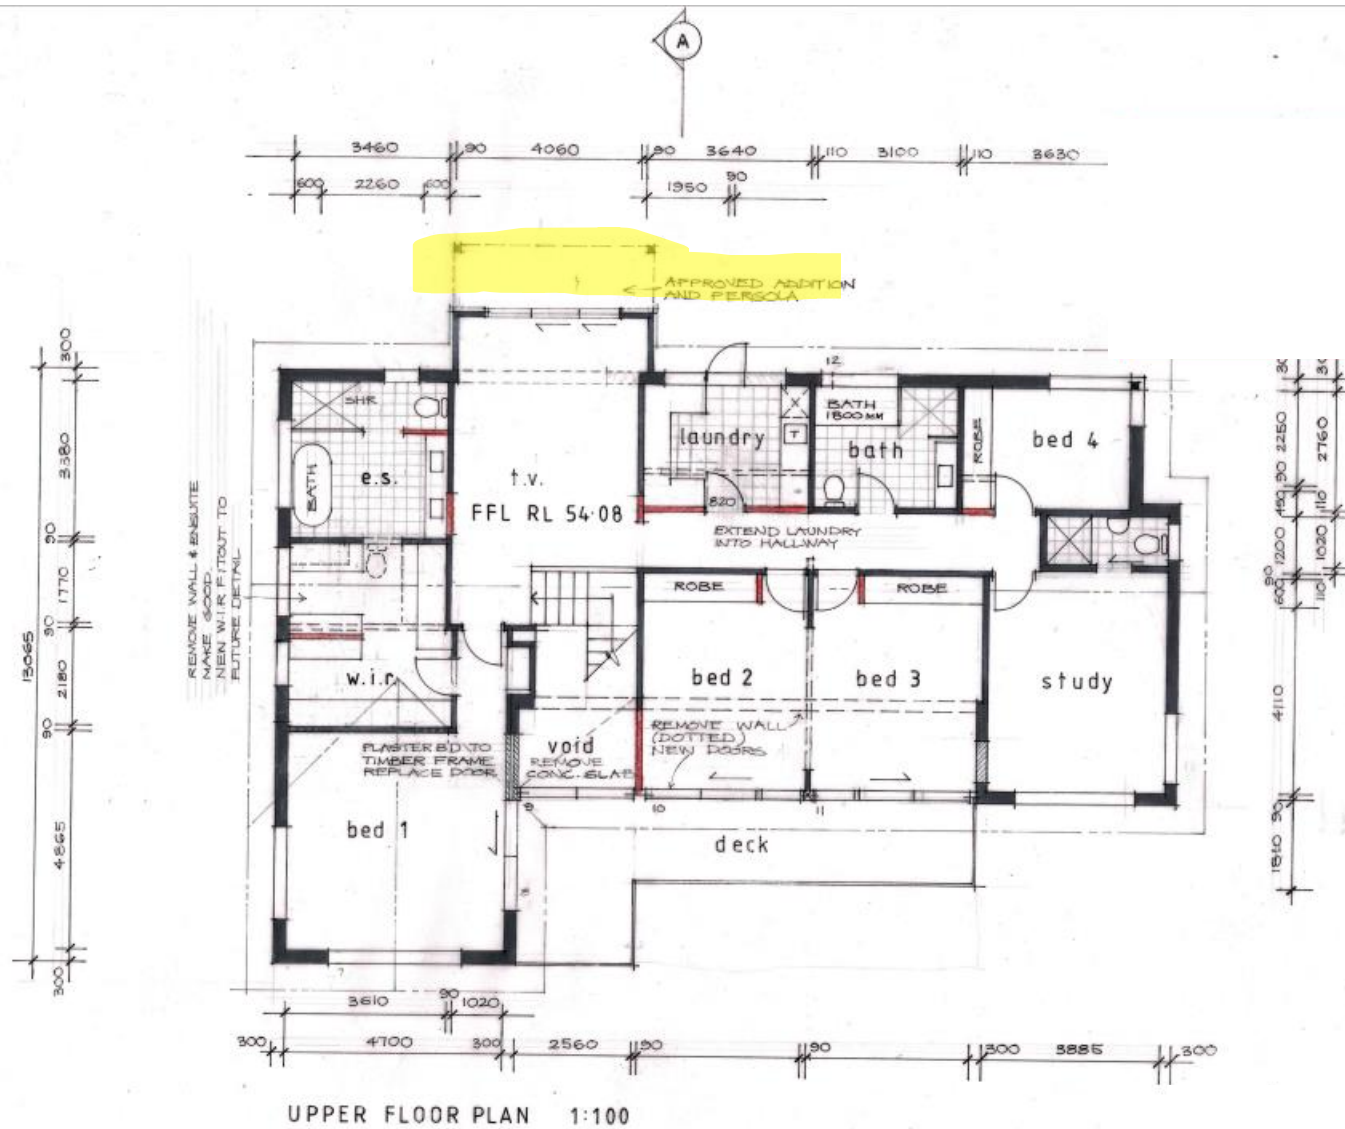 A
3460 90 4060 90 3640 110 3100 110 3630
600 2260 600 1950 90
APPROVED ADDITION
AND PERGOLA
12
SHR
BATH
e.s.
t.v.
FFL RL 54·08
laundry
T
820
BATH
1800MM
bath
ROBE
bed 4
EXTEND LAUNDRY
INTO HALLWAY
REMOVE WALL & ENSUITE
MAKE GOOD.
NEW W.I.R FITOUT TO
FUTURE DETAIL
w.i.r.
ROBE
ROBE
bed 2
bed 3
study
REMOVE WALL
(DOTTED)
NEW DOORS
PLASTER BD TO
TIMBER FRAME
REPLACE DOOR
void
REMOVE
CONC. SLAB
9
10
11
bed 1
deck
300
3380
90
1770
90
2180
90
4865
300
13065
2250
90
490
1200
90
600
4110
90
1810
2760
110
1020
110
3610 90 1020
300 4700 300 2560 90 90 300 3885 300
UPPER FLOOR PLAN 1:100